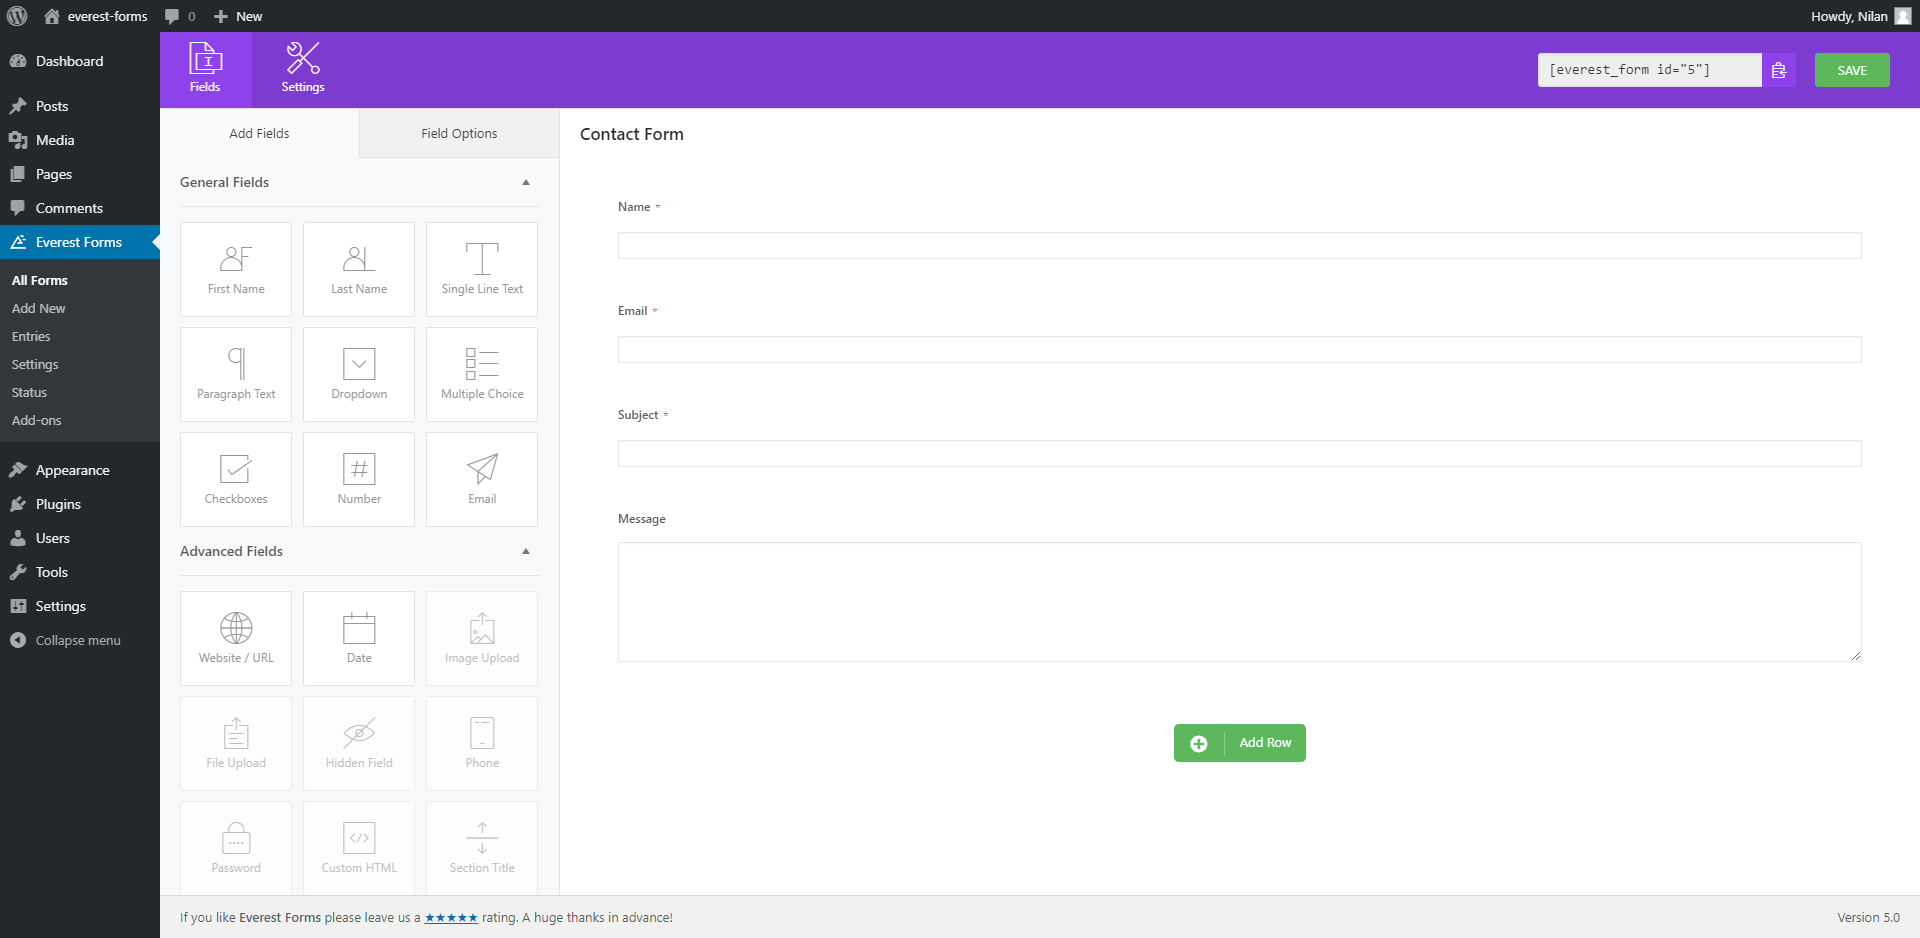 everest-forms
0
New
Howdy, Nilan
Dashboard
Posts
Media
Pages
Comments
Everest Forms
All Forms
Add New
Entries
Settings
Status
Add-ons
Appearance
Plugins
Users
Tools
Settings
Collapse menu
Fields
Settings
[everest_form id="5"]
SAVE
Add Fields
Field Options
General Fields
First Name
Last Name
Single Line Text
Paragraph Text
Dropdown
Multiple Choice
Checkboxes
Number
Email
Advanced Fields
Website / URL
Date
Image Upload
File Upload
Hidden Field
Phone
Password
Custom HTML
Section Title
Contact Form
Name *
Email *
Subject *
Message
Add Row
If you like Everest Forms please leave us a ★★★★★ rating. A huge thanks in advance!
Version 5.0